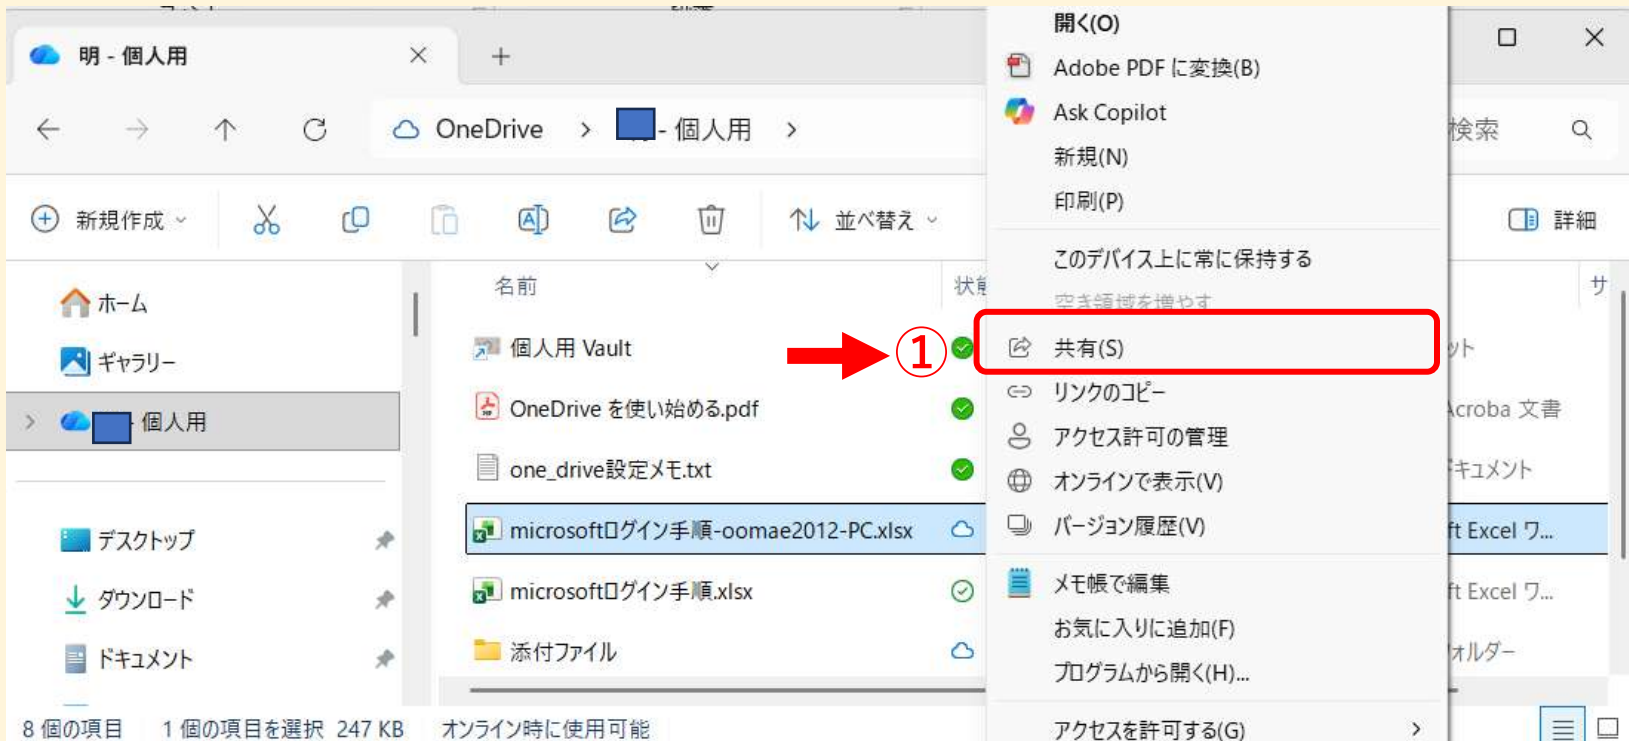 明 - 個人用
OneDrive > - 個人用 >
検索
新規作成
並べ替え
詳細
ホーム
ギャラリー
個人用
デスクトップ
ダウンロード
ドキュメント
名前
状態
サ
個人用 Vault
OneDrive を使い始める.pdf
Acroba 文書
one_drive設定メモ.txt
ドキュメント
microsoftログイン手順-oomae2012-PC.xlsx
ft Excel ワ...
microsoftログイン手順.xlsx
ft Excel ワ...
添付ファイル
ォルダー
①
開く(O)
Adobe PDF に変換(B)
Ask Copilot
新規(N)
印刷(P)
このデバイス上に常に保持する
空き領域を増やす
共有(S)
リンクのコピー
アクセス許可の管理
オンラインで表示(V)
バージョン履歴(V)
メモ帳で編集
お気に入りに追加(F)
プログラムから開く(H)...
アクセスを許可する(G)
8 個の項目
1 個の項目を選択 247 KB
オンライン時に使用可能